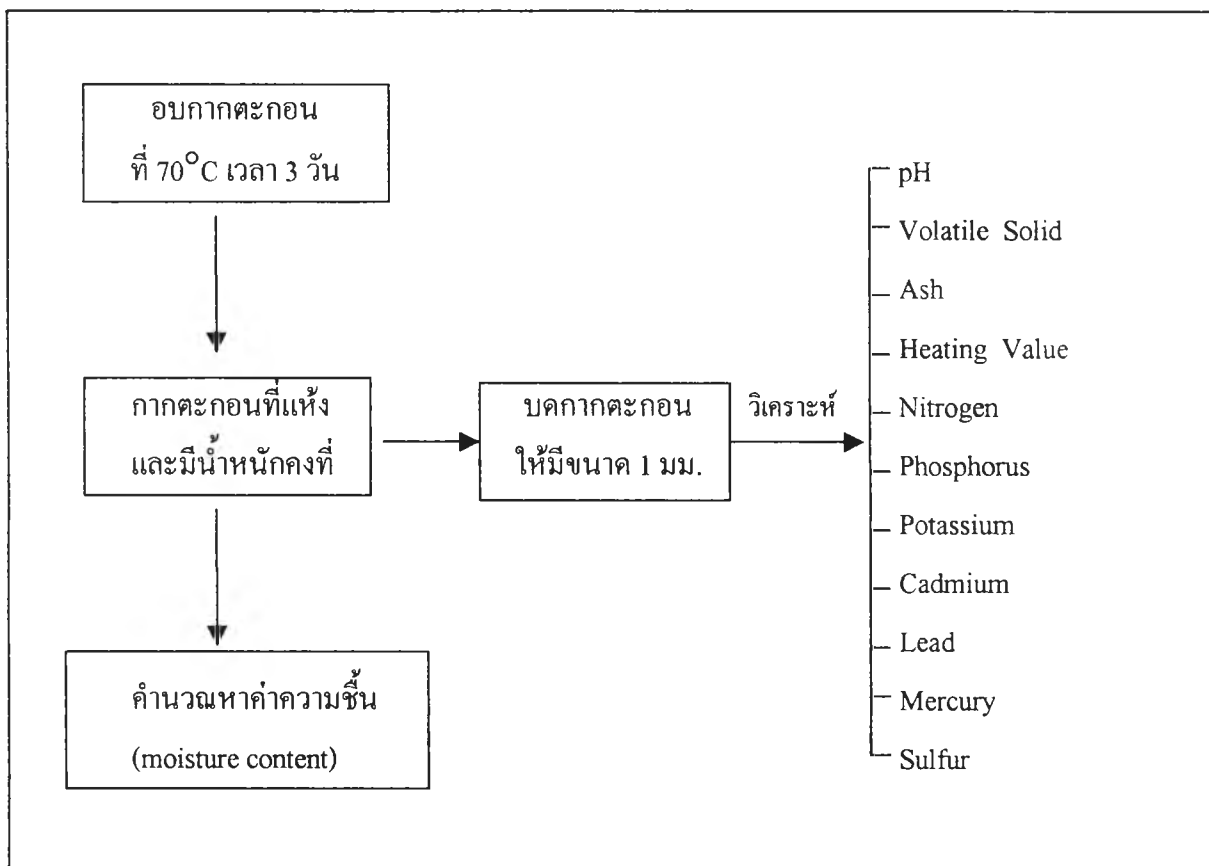 อบกากตะกอน
ที่ 70°C เวลา 3 วัน
กากตะกอนที่แห้ง
และมีน้ำหนักคงที่
คำนวณหาค่าความชื้น
(moisture content)
บดกากตะกอน
ให้มีขนาด 1 มม.
วิเคราะห์
pH
Volatile Solid
Ash
Heating Value
Nitrogen
Phosphorus
Potassium
Cadmium
Lead
Mercury
Sulfur